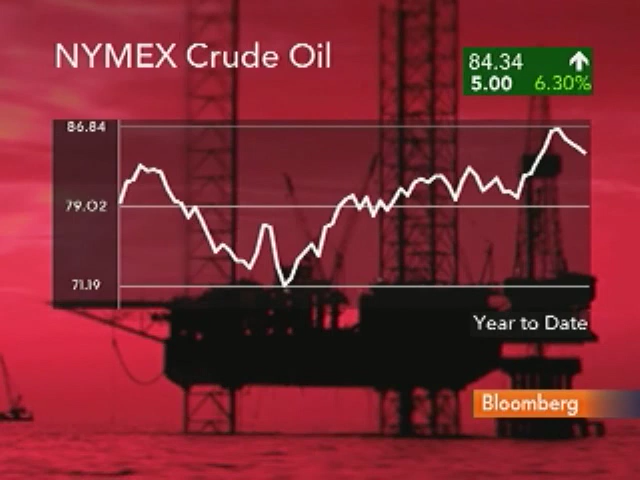 NYMEX Crude Oil
84.34
5.00 6.30%
86.84
79.02
71.19
Year to Date
Bloomberg